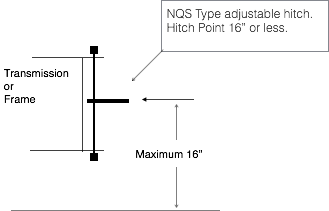 NQS Type adjustable hitch.
Hitch Point 16" or less.
Transmission
or
Frame
Maximum 16"